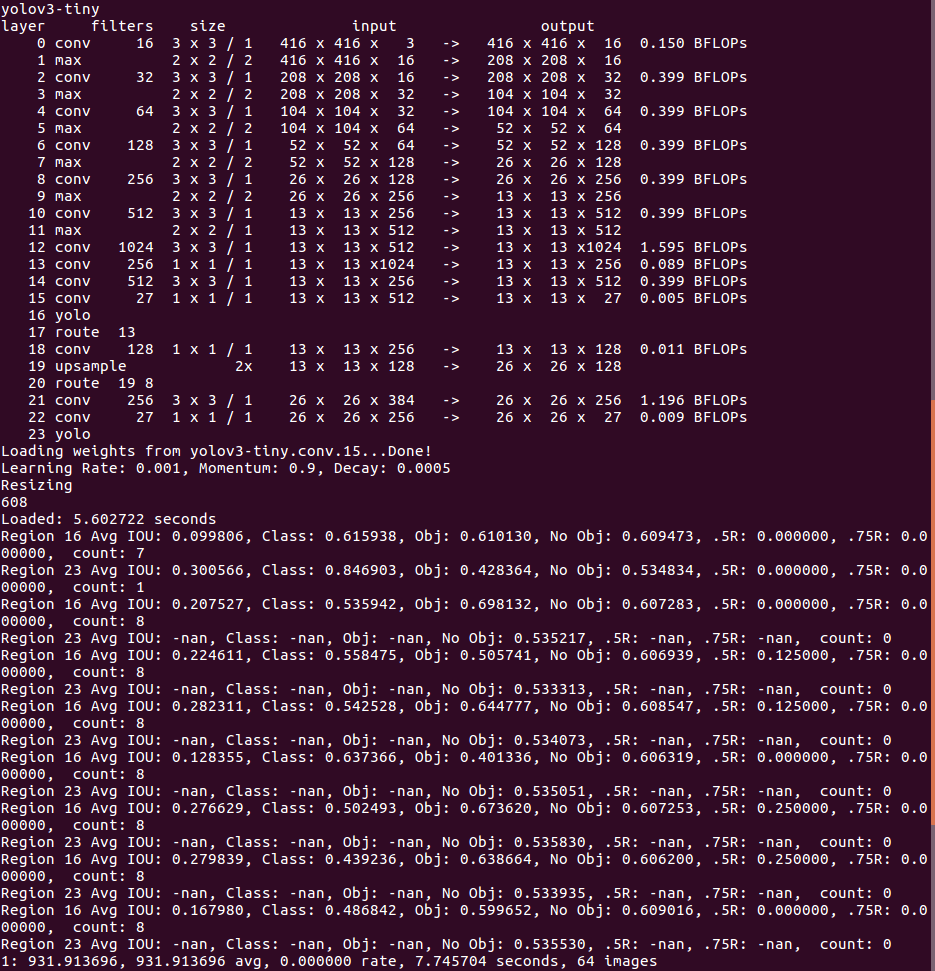 yolov3-tiny
layer     filters    size              input                output
    0 conv     16  3 x 3 / 1   416 x 416 x   3   ->   416 x 416 x  16  0.150 BFLOPs
    1 max          2 x 2 / 2   416 x 416 x  16   ->   208 x 208 x  16
    2 conv     32  3 x 3 / 1   208 x 208 x  16   ->   208 x 208 x  32  0.399 BFLOPs
    3 max          2 x 2 / 2   208 x 208 x  32   ->   104 x 104 x  32
    4 conv     64  3 x 3 / 1   104 x 104 x  32   ->   104 x 104 x  64  0.399 BFLOPs
    5 max          2 x 2 / 2   104 x 104 x  64   ->    52 x  52 x  64
    6 conv    128  3 x 3 / 1    52 x  52 x  64   ->    52 x  52 x 128  0.399 BFLOPs
    7 max          2 x 2 / 2    52 x  52 x 128   ->    26 x  26 x 128
    8 conv    256  3 x 3 / 1    26 x  26 x 128   ->    26 x  26 x 256  0.399 BFLOPs
    9 max          2 x 2 / 2    26 x  26 x 256   ->    13 x  13 x 256
   10 conv    512  3 x 3 / 1    13 x  13 x 256   ->    13 x  13 x 512  0.399 BFLOPs
   11 max          2 x 2 / 1    13 x  13 x 512   ->    13 x  13 x 512
   12 conv   1024  3 x 3 / 1    13 x  13 x 512   ->    13 x  13 x1024  1.595 BFLOPs
   13 conv    256  1 x 1 / 1    13 x  13 x1024   ->    13 x  13 x 256  0.089 BFLOPs
   14 conv    512  3 x 3 / 1    13 x  13 x 256   ->    13 x  13 x 512  0.399 BFLOPs
   15 conv     27  1 x 1 / 1    13 x  13 x 512   ->    13 x  13 x  27  0.005 BFLOPs
   16 yolo
   17 route  13
   18 conv    128  1 x 1 / 1    13 x  13 x 256   ->    13 x  13 x 128  0.011 BFLOPs
   19 upsample            2x    13 x  13 x 128   ->    26 x  26 x 128
   20 route  19 8
   21 conv    256  3 x 3 / 1    26 x  26 x 384   ->    26 x  26 x 256  1.196 BFLOPs
   22 conv     27  1 x 1 / 1    26 x  26 x 256   ->    26 x  26 x  27  0.009 BFLOPs
   23 yolo
Loading weights from yolov3-tiny.conv.15...Done!
Learning Rate: 0.001, Momentum: 0.9, Decay: 0.0005
Resizing
608
Loaded: 5.602722 seconds
Region 16 Avg IOU: 0.099806, Class: 0.615938, Obj: 0.610130, No Obj: 0.609473, .5R: 0.000000, .75R: 0.0
00000,  count: 7
Region 23 Avg IOU: 0.300566, Class: 0.846903, Obj: 0.428364, No Obj: 0.534834, .5R: 0.000000, .75R: 0.0
00000,  count: 1
Region 16 Avg IOU: 0.207527, Class: 0.535942, Obj: 0.698132, No Obj: 0.607283, .5R: 0.000000, .75R: 0.0
00000,  count: 8
Region 23 Avg IOU: -nan, Class: -nan, Obj: -nan, No Obj: 0.535217, .5R: -nan, .75R: -nan,  count: 0
Region 16 Avg IOU: 0.224611, Class: 0.558475, Obj: 0.505741, No Obj: 0.606939, .5R: 0.125000, .75R: 0.0
00000,  count: 8
Region 23 Avg IOU: -nan, Class: -nan, Obj: -nan, No Obj: 0.533313, .5R: -nan, .75R: -nan,  count: 0
Region 16 Avg IOU: 0.282311, Class: 0.542528, Obj: 0.644777, No Obj: 0.608547, .5R: 0.125000, .75R: 0.0
00000,  count: 8
Region 23 Avg IOU: -nan, Class: -nan, Obj: -nan, No Obj: 0.534073, .5R: -nan, .75R: -nan,  count: 0
Region 16 Avg IOU: 0.128355, Class: 0.637366, Obj: 0.401336, No Obj: 0.606319, .5R: 0.000000, .75R: 0.0
00000,  count: 8
Region 23 Avg IOU: -nan, Class: -nan, Obj: -nan, No Obj: 0.535051, .5R: -nan, .75R: -nan,  count: 0
Region 16 Avg IOU: 0.276629, Class: 0.502493, Obj: 0.673620, No Obj: 0.607253, .5R: 0.250000, .75R: 0.0
00000,  count: 8
Region 23 Avg IOU: -nan, Class: -nan, Obj: -nan, No Obj: 0.535830, .5R: -nan, .75R: -nan,  count: 0
Region 16 Avg IOU: 0.279839, Class: 0.439236, Obj: 0.638664, No Obj: 0.606200, .5R: 0.250000, .75R: 0.0
00000,  count: 8
Region 23 Avg IOU: -nan, Class: -nan, Obj: -nan, No Obj: 0.533935, .5R: -nan, .75R: -nan,  count: 0
Region 16 Avg IOU: 0.167980, Class: 0.486842, Obj: 0.599652, No Obj: 0.609016, .5R: 0.000000, .75R: 0.0
00000,  count: 8
Region 23 Avg IOU: -nan, Class: -nan, Obj: -nan, No Obj: 0.535530, .5R: -nan, .75R: -nan,  count: 0
1: 931.913696, 931.913696 avg, 0.000000 rate, 7.745704 seconds, 64 images